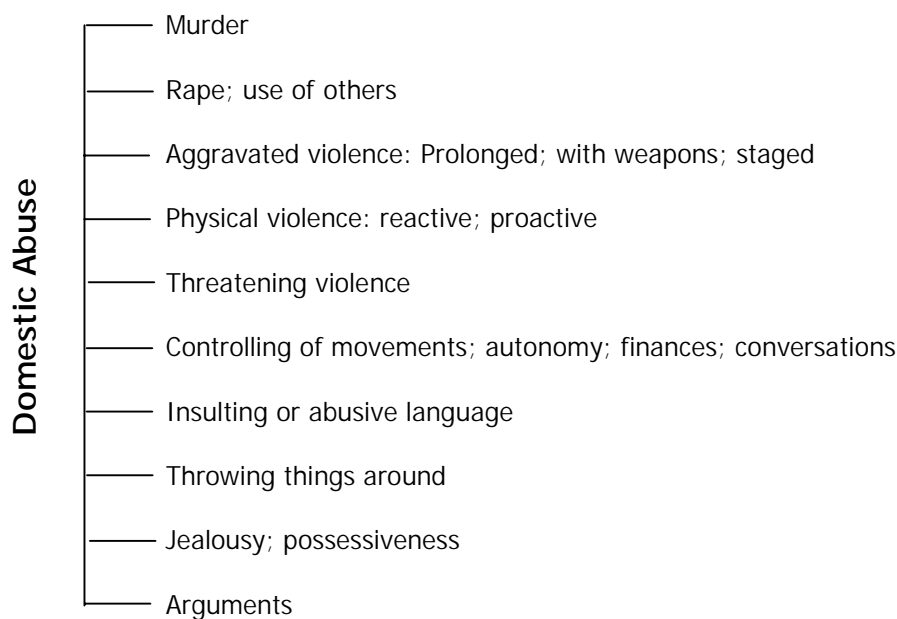 Domestic Abuse
Murder
Rape; use of others
Aggravated violence: Prolonged; with weapons; staged
Physical violence: reactive; proactive
Threatening violence
Controlling of movements; autonomy; finances; conversations
Insulting or abusive language
Throwing things around
Jealousy; possessiveness
Arguments